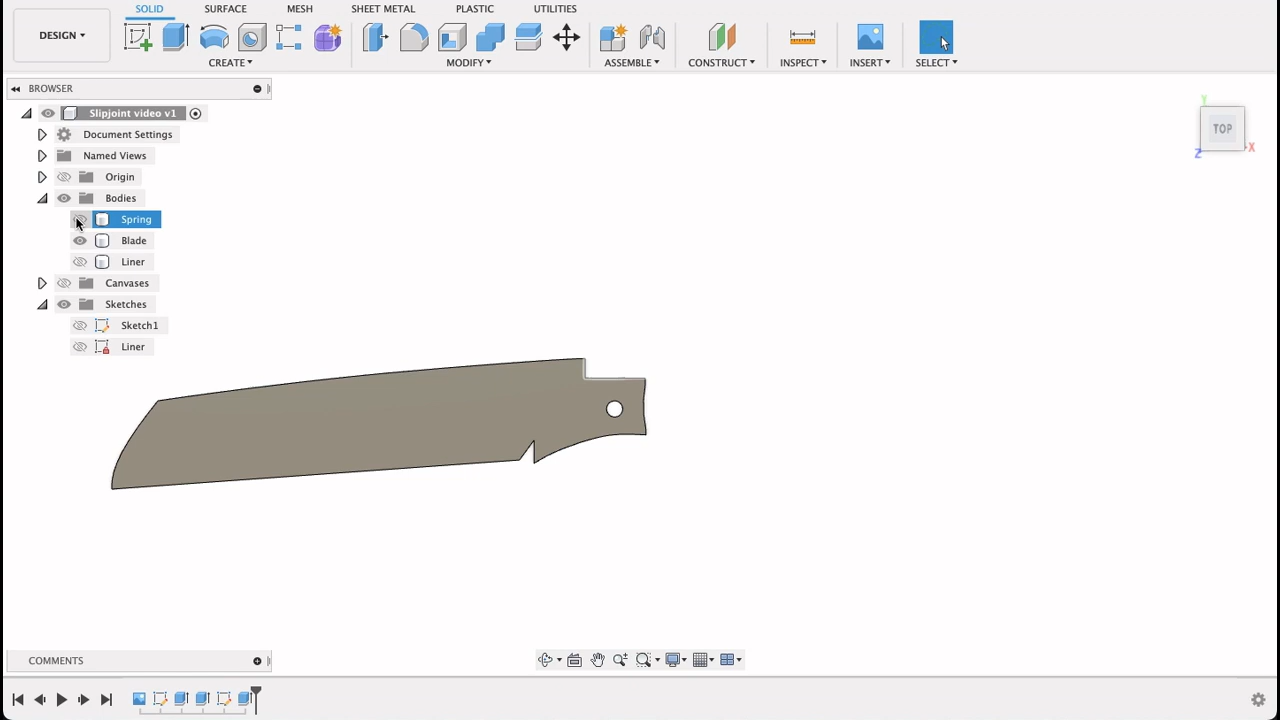 SOLID SURFACE MESH SHEET METAL PLASTIC UTILITIES
DESIGN
CREATE MODIFY ASSEMBLE CONSTRUCT INSPECT INSERT SELECT
BROWSER
Slipjoint video v1
Document Settings
Named Views
Origin
Bodies
Spring
Blade
Liner
Canvases
Sketches
Sketch1
Liner
Y
TOP
X
Z
COMMENTS